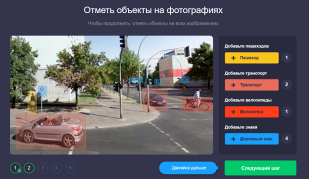 Отметь объекты на фотографиях
Чтобы продолжить, отметь объекты на всех изображениях
Добавьте пешеходов
+ Пешеход 1
Добавьте транспорт
+ Транспорт 2
Добавьте велосипеды
+ Велосипед 1
Добавьте знаки
+ Дорожный знак 4
1 2 3 4 5
Двигайся дальше
Следующий шаг